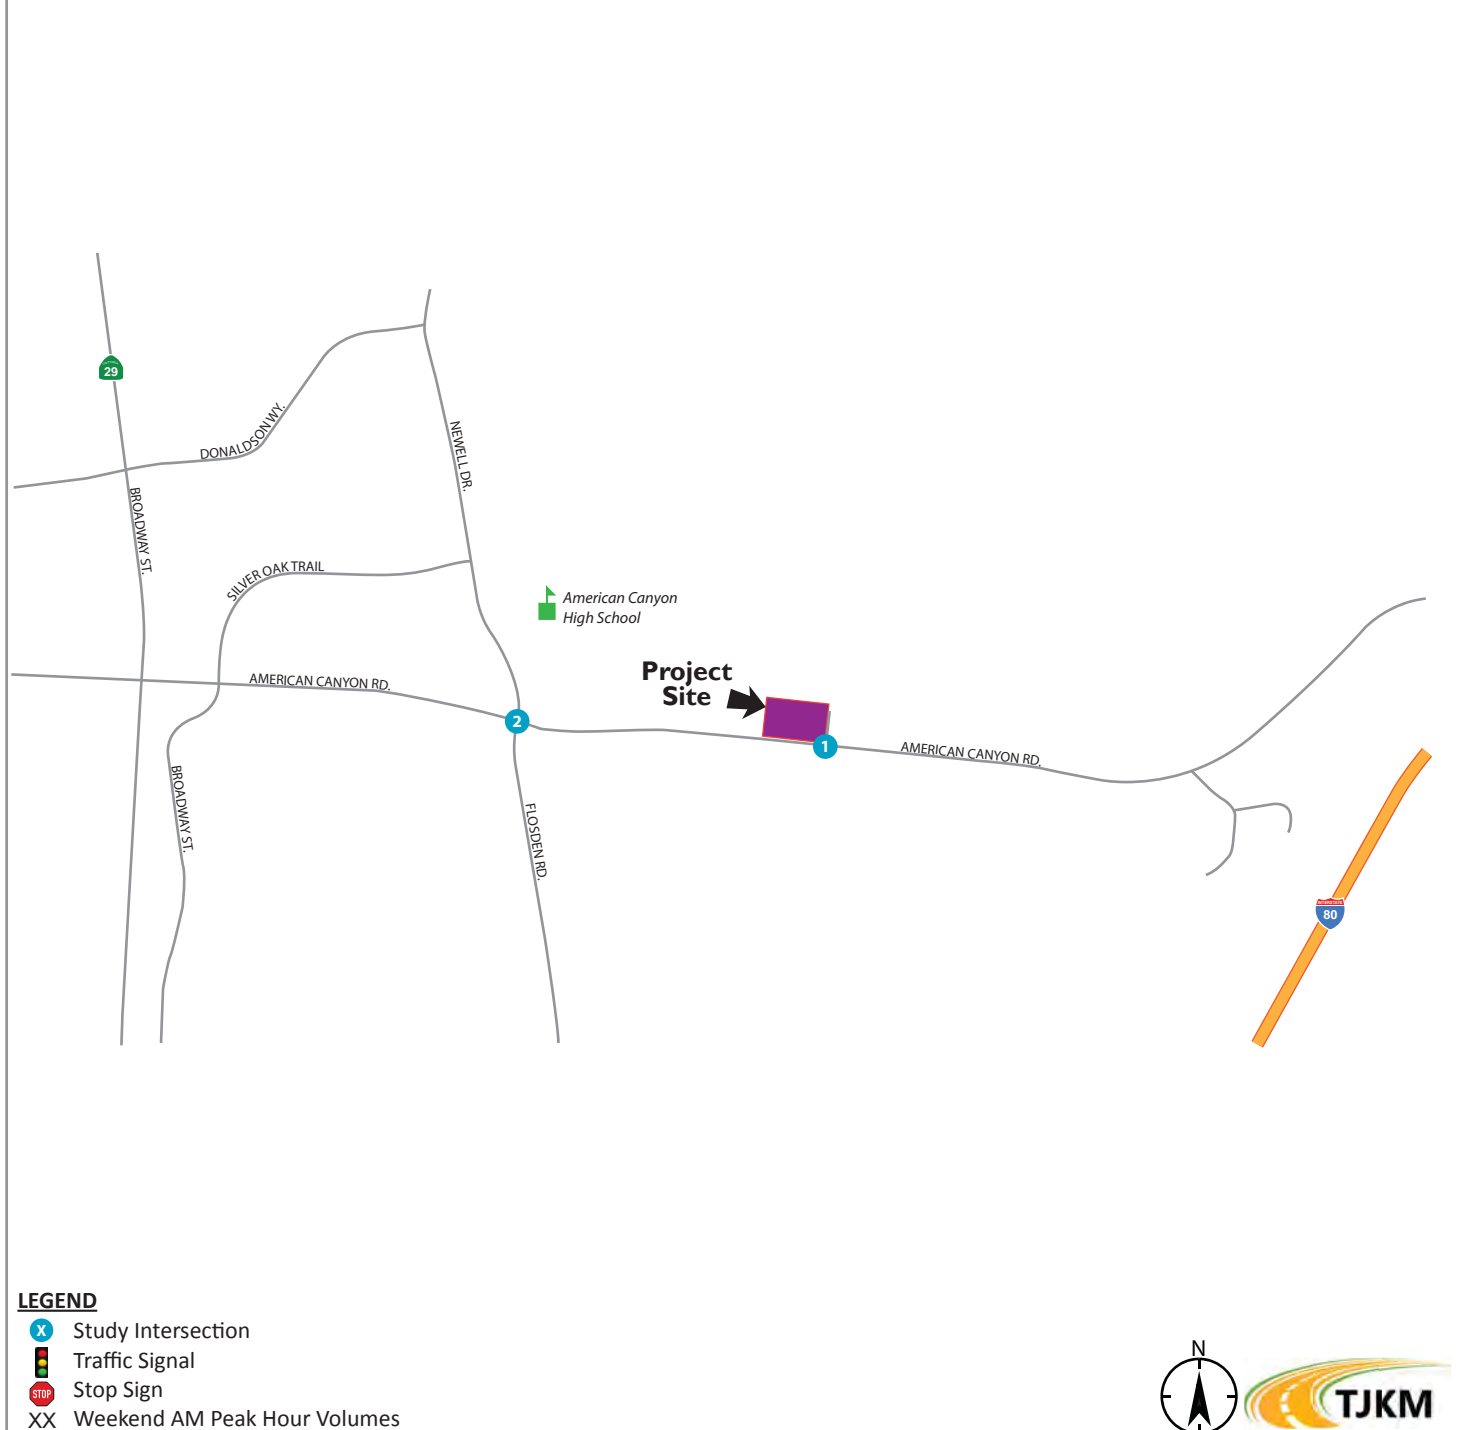 29
DONALDSON WY.
NEWELL DR.
BROADWAY ST.
SILVER OAK TRAIL
American Canyon
High School
Project
Site
AMERICAN CANYON RD.
2
1
AMERICAN CANYON RD.
BROADWAY ST.
FLOSDEN RD.
INTERSTATE
80
LEGEND
X Study Intersection
Traffic Signal
STOP Stop Sign
XX Weekend AM Peak Hour Volumes
N
TJKM